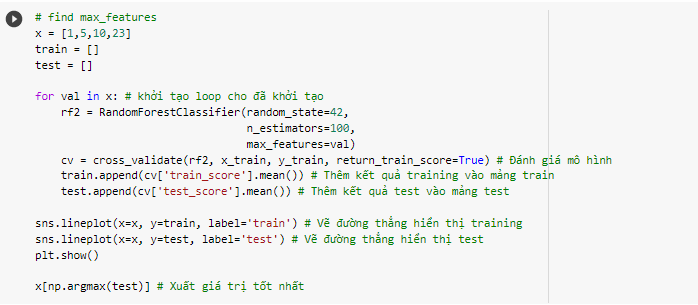 # find max_features
x = [1,5,10,23]
train = []
test = []
for val in x: # khởi tạo loop cho đã khởi tạo
rf2 = RandomForestClassifier(random_state=42,
n_estimators=100,
max_features=val)
cv = cross_validate(rf2, x_train, y_train, return_train_score=True) # Đánh giá mô hình
train.append(cv['train_score'].mean()) # Thêm kết quả training vào mảng train
test.append(cv['test_score'].mean()) # Thêm kết quả test vào mảng test
sns.lineplot(x=x, y=train, label='train') # Vẽ đường thẳng hiển thị training
sns.lineplot(x=x, y=test, label='test') # Vẽ đường thẳng hiển thị test
plt.show()
x[np.argmax(test)] # Xuất giá trị tốt nhất